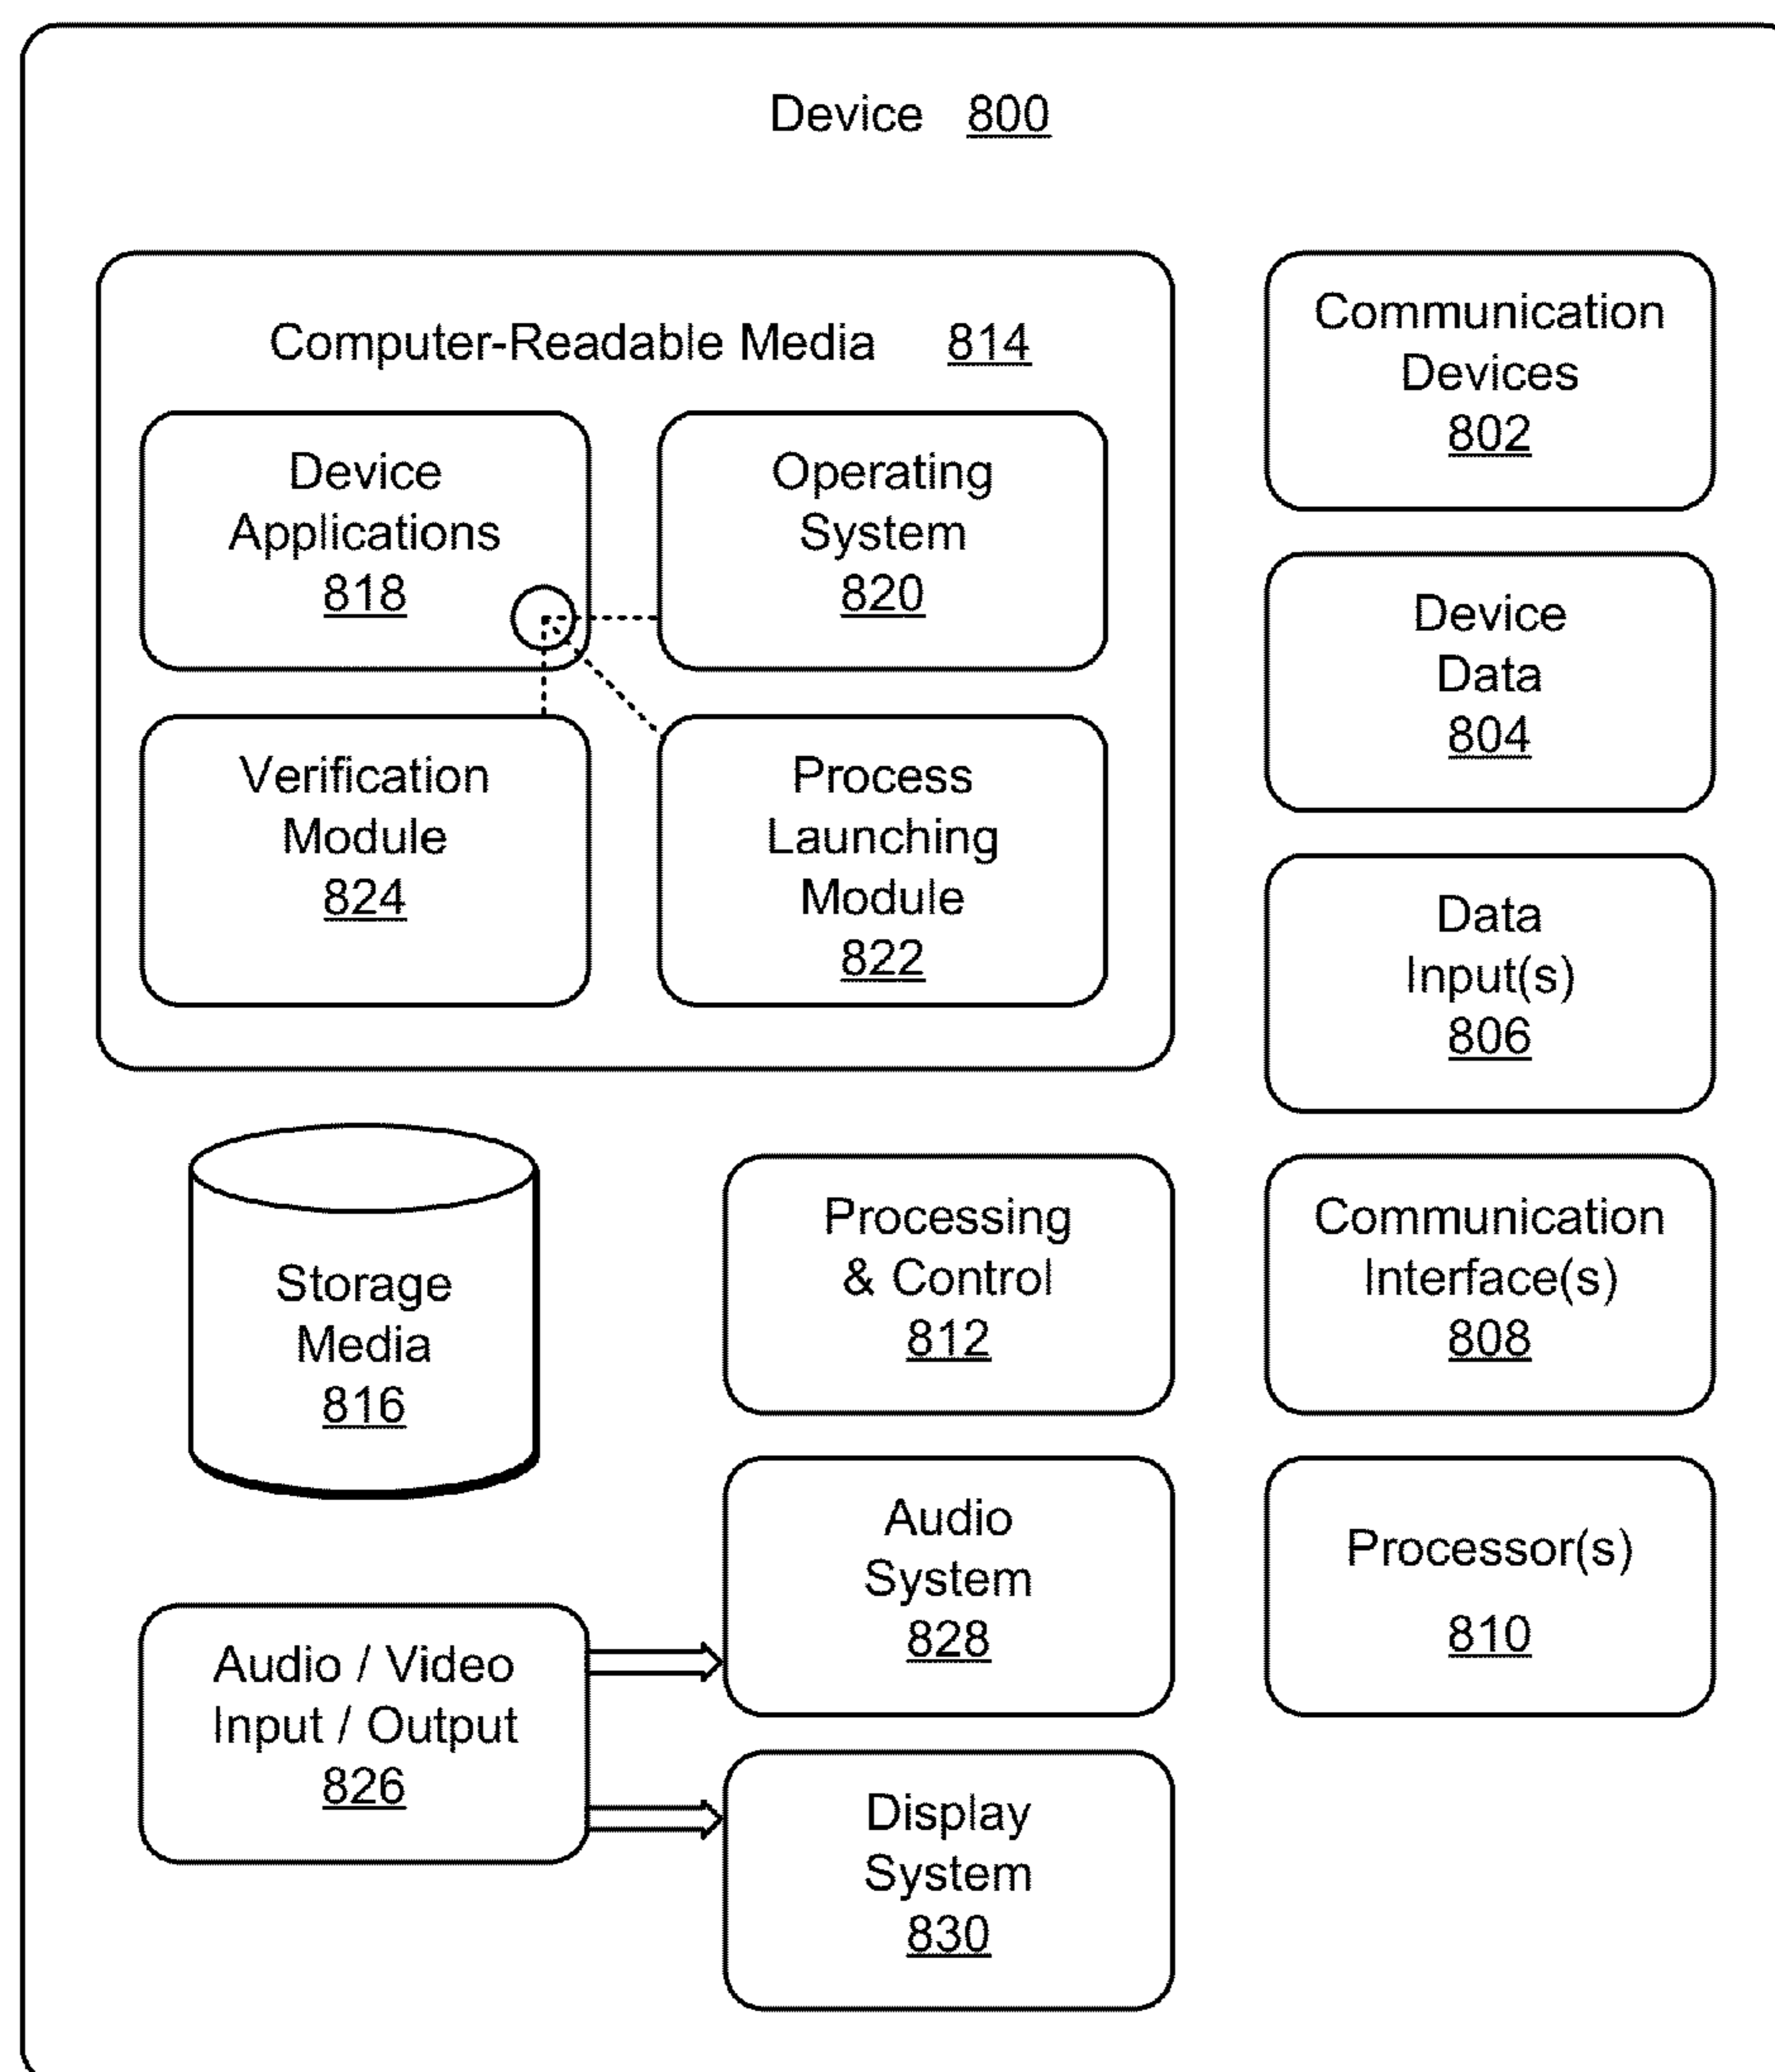 Device 800
Computer-Readable Media 814
Device
Applications
818
Operating
System
820
Verification
Module
824
Process
Launching
Module
822
Communication
Devices
802
Device
Data
804
Data
Input(s)
806
Communication
Interface(s)
808
Processor(s)
810
Storage
Media
816
Processing
& Control
812
Audio
System
828
Audio / Video
Input / Output
826
Display
System
830